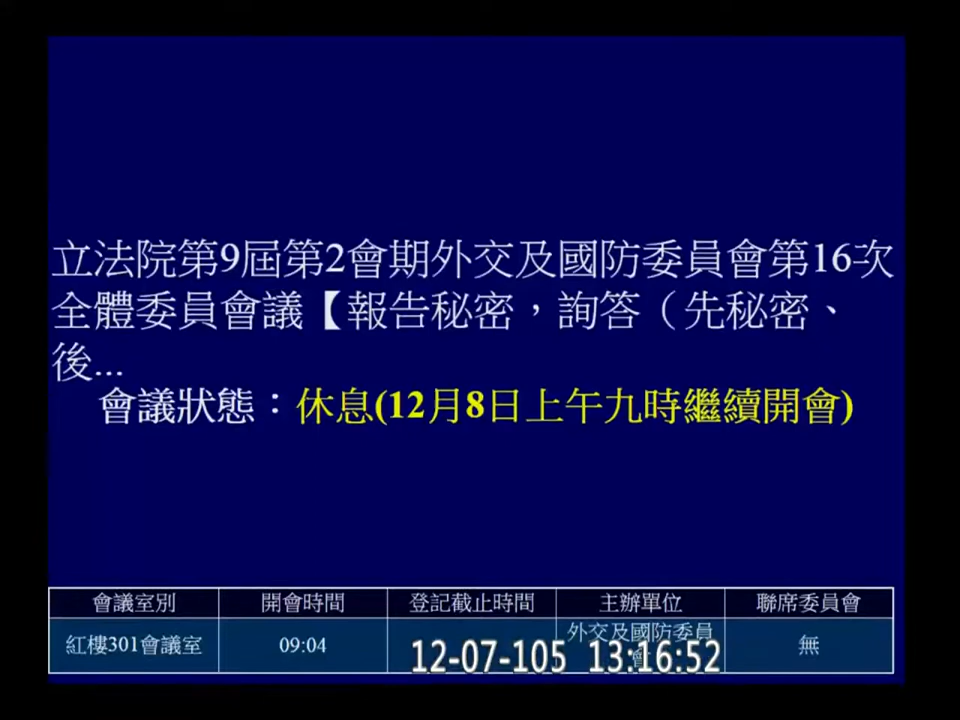 立法院第9屆第2會期外交及國防委員會第16次
全體委員會議【報告秘密，詢答（先秘密、
後...
會議狀態：休息(12月8日上午九時繼續開會)
會議室別 開會時間 登記截止時間 主辦單位 聯席委員會
紅樓301會議室 09:04 外交及國防委員會 無
12-07-105 13:16:52